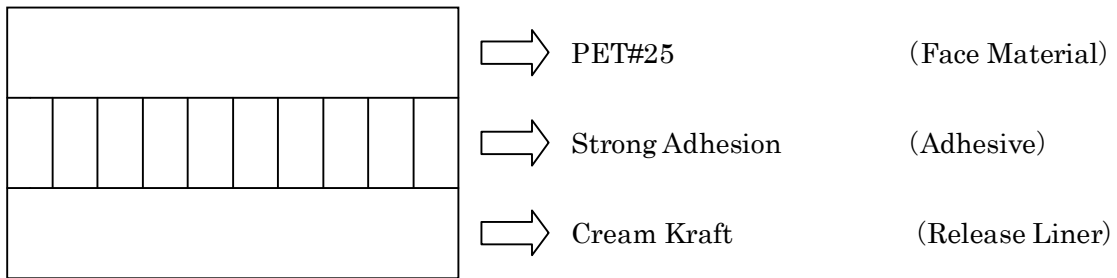 PET#25 (Face Material)
Strong Adhesion (Adhesive)
Cream Kraft (Release Liner)